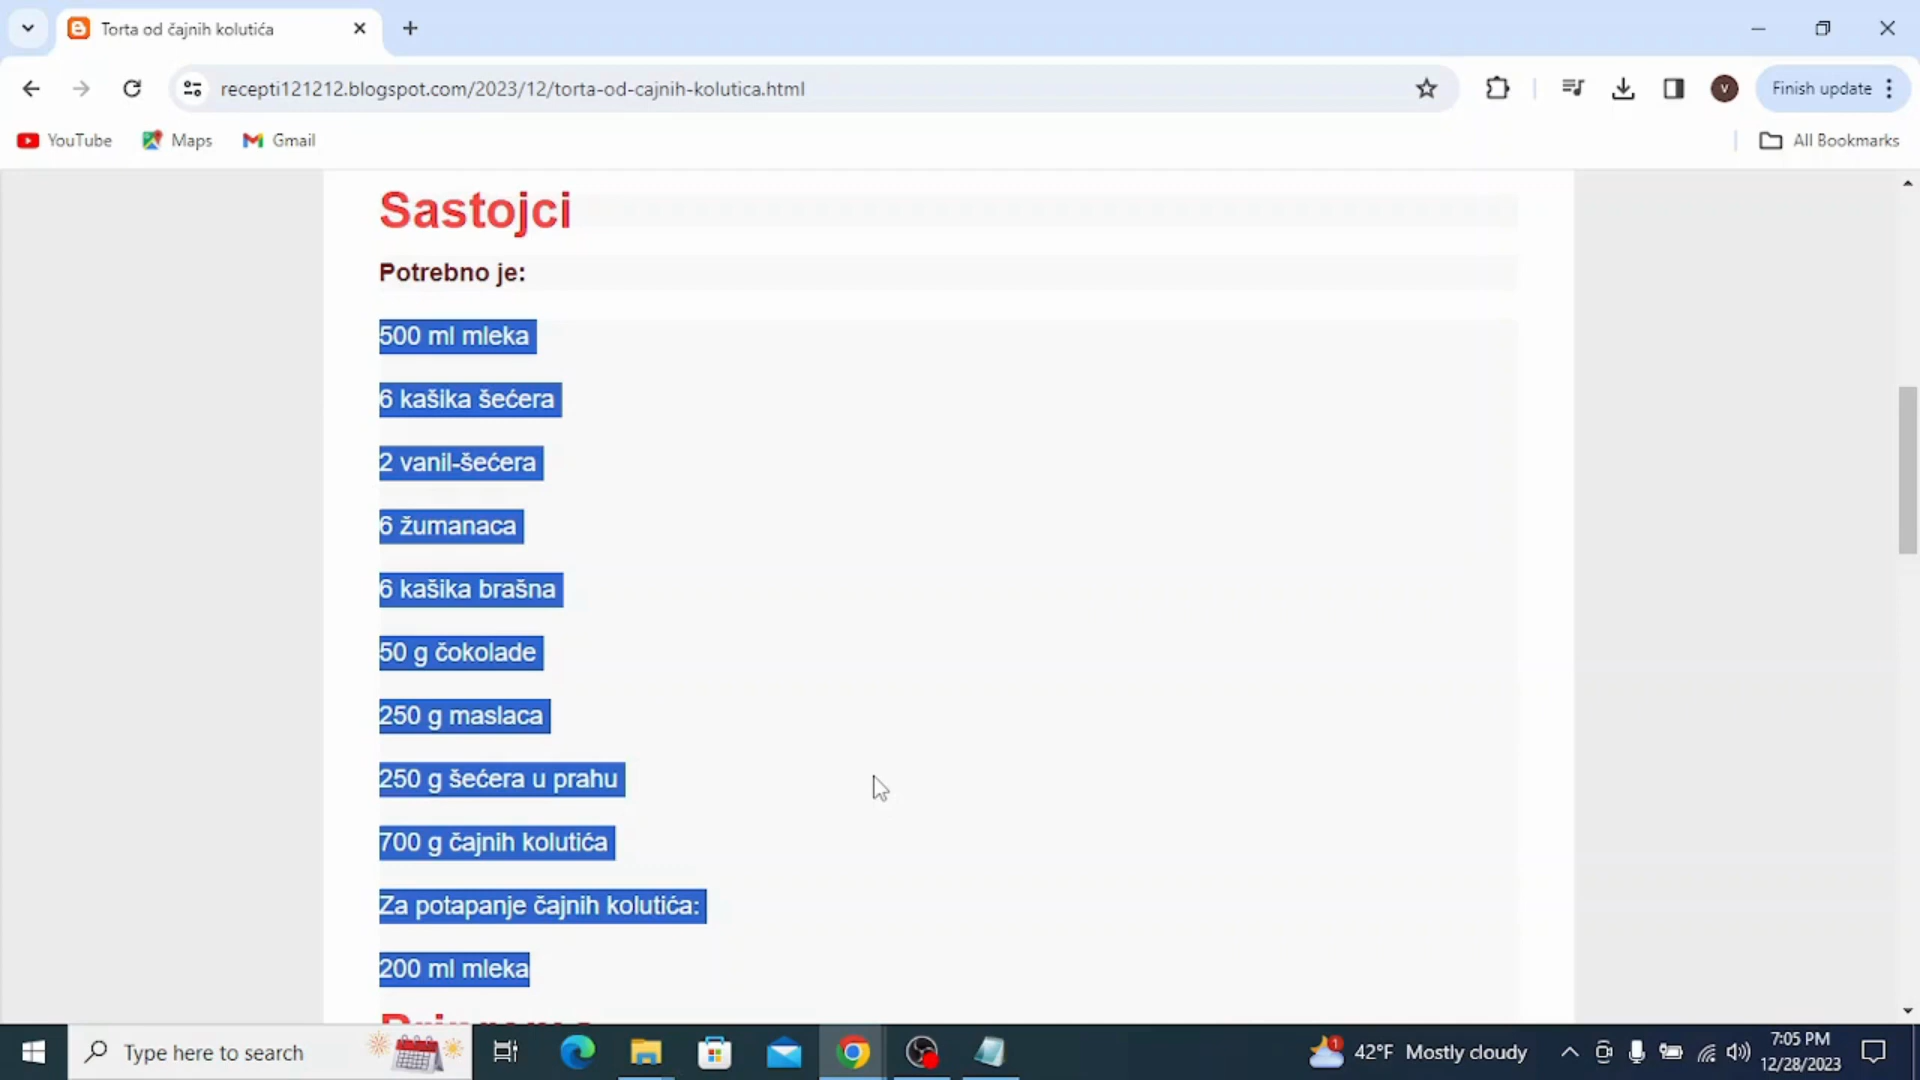 Torta od čajnih kolutića
recepti121212.blogspot.com/2023/12/torta-od-cajnih-kolutica.html
V
Finish update
YouTube
Maps
Gmail
All Bookmarks
Sastojci
Potrebno je:
500 ml mleka
6 kašika šećera
2 vanil-šećera
6 žumanaca
6 kašika brašna
50 g čokolade
250 g maslaca
250 g šećera u prahu
700 g čajnih kolutića
Za potapanje čajnih kolutića:
200 ml mleka
Type here to search
1
42°F Mostly cloudy
7:05 PM
12/28/2023